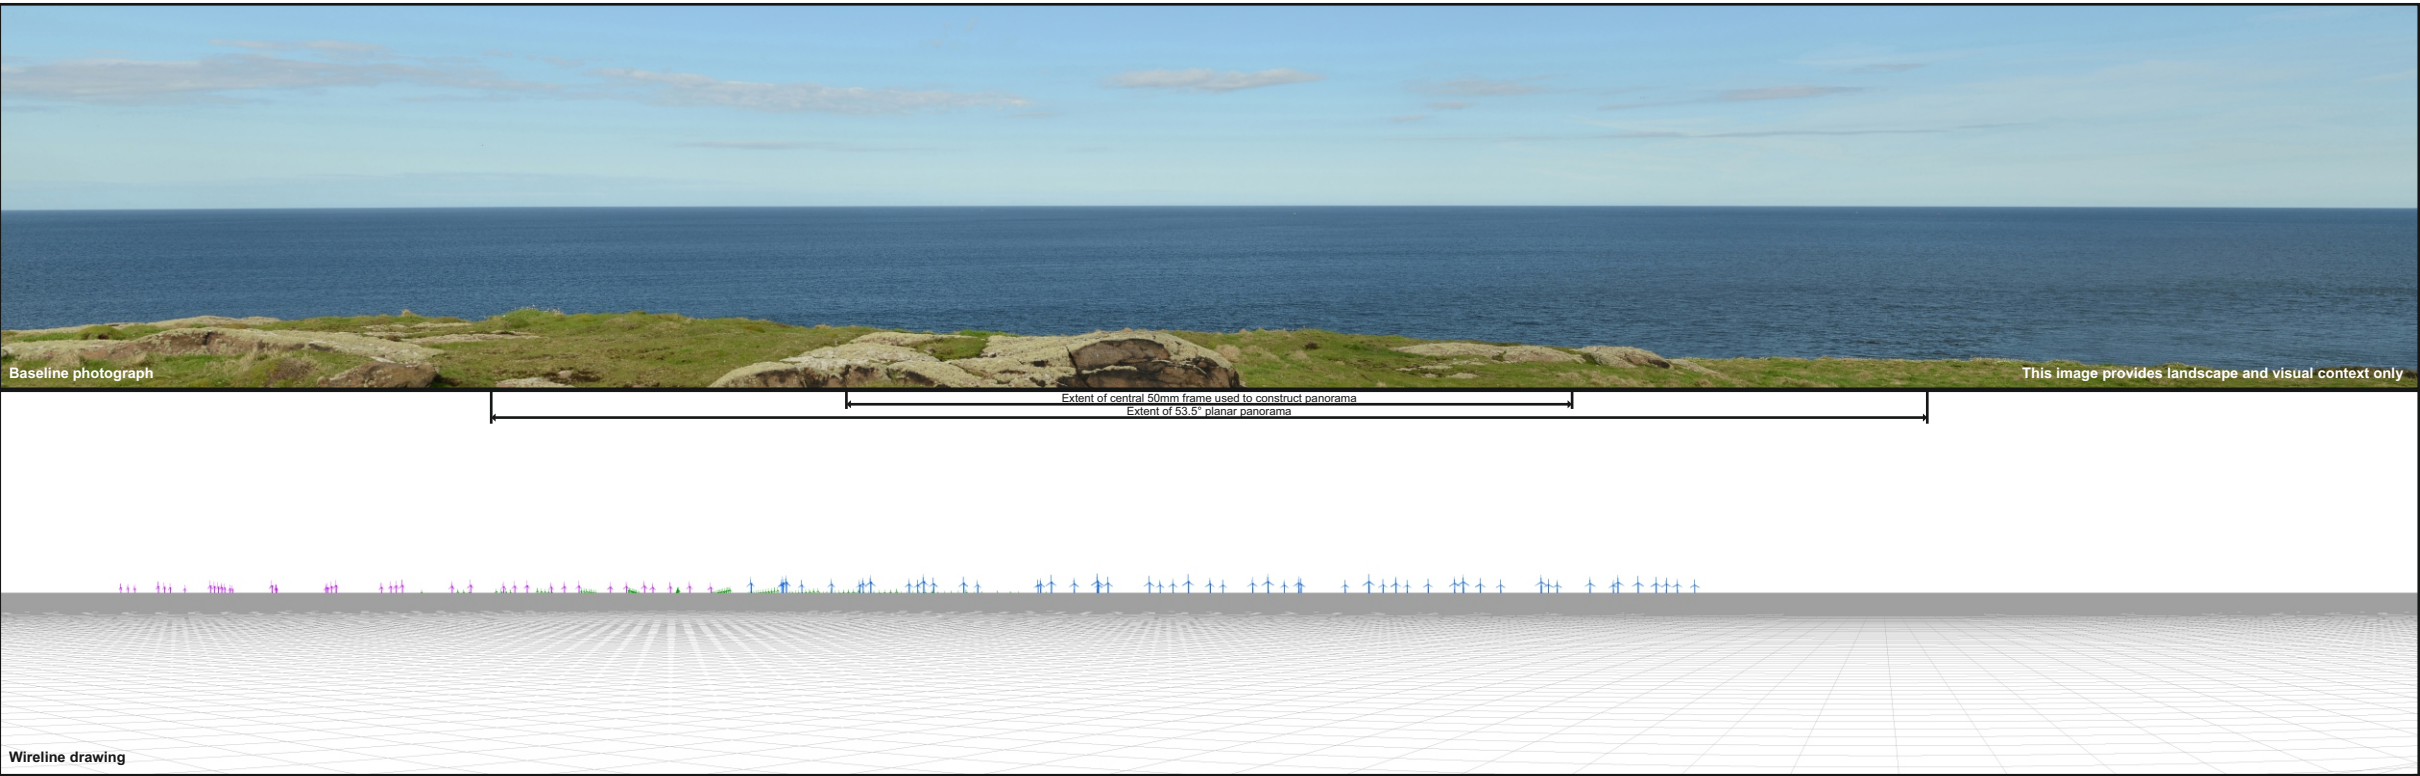 Baseline photograph
This image provides landscape and visual context only
Extent of central 50mm frame used to construct panorama
Extent of 53.5° planar panorama
Wireline drawing